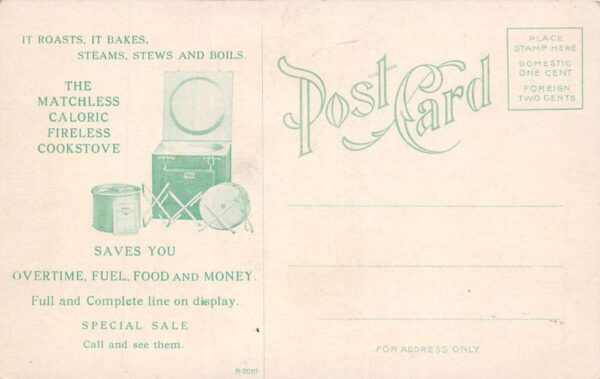 IT ROASTS, IT BAKES,
STEAMS, STEWS AND BOILS.
THE
MATCHLESS
CALORIC
FIRELESS
COOKSTOVE
SAVES YOU
OVERTIME, FUEL, FOOD AND MONEY.
Full and Complete line on display.
SPECIAL SALE
Call and see them.
R-3081
Post Card
PLACE
STAMP HERE
DOMESTIC
ONE CENT
FOREIGN
TWO CENTS
FOR ADDRESS ONLY.